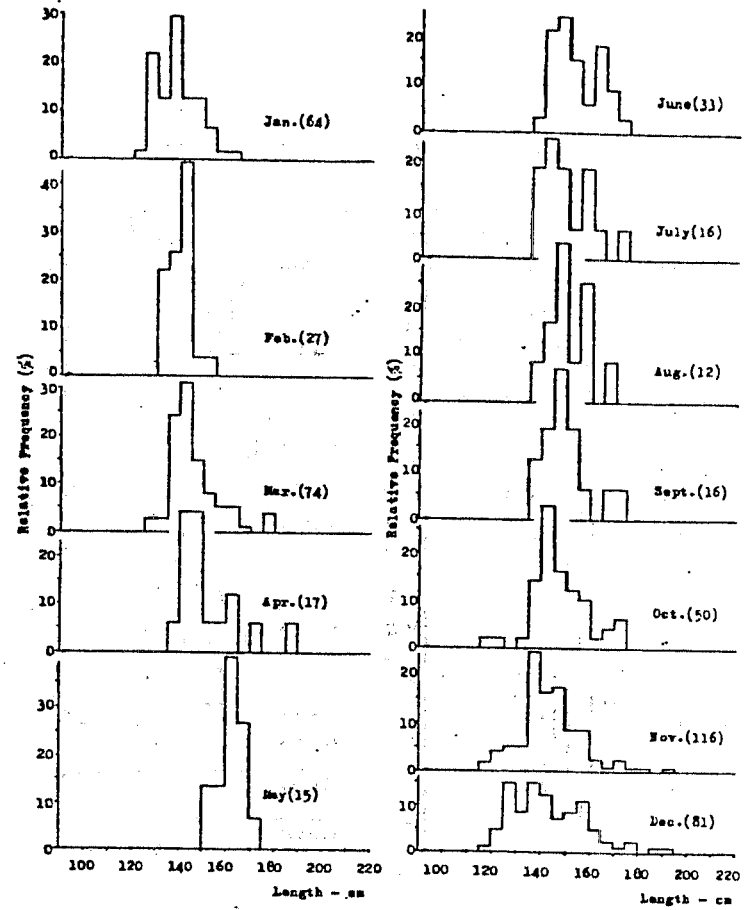 30
20
10
0
Jan.(64)
40
30
20
10
0
Feb.(27)
30
20
10
0
Mar.(74)
20
10
0
Apr.(17)
30
20
10
0
May(15)
100 120 140 160 180 200 220
Length - cm
Relative Frequency (%)
20
10
0
June(33)
20
10
0
July(16)
20
10
0
Aug.(12)
20
10
0
Sept.(16)
20
10
0
Oct.(50)
20
10
0
Nov.(116)
10
0
Dec.(81)
100 120 140 160 180 200 220
Length - cm
Relative Frequency (%)